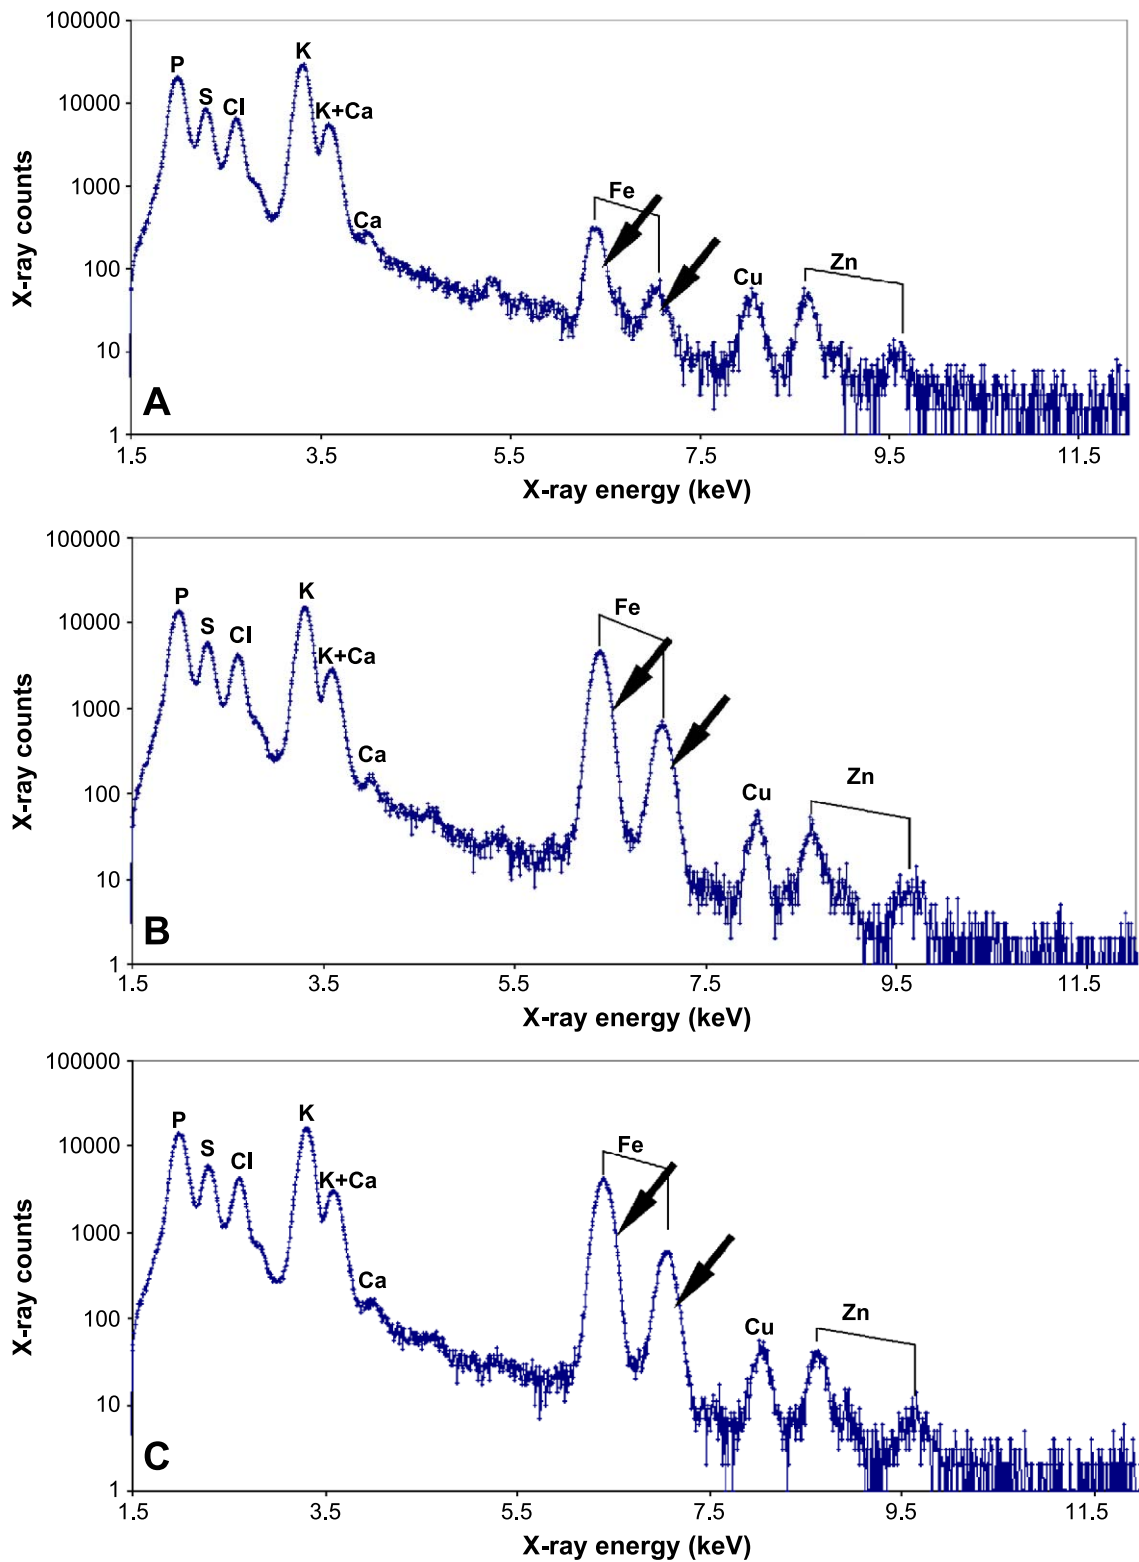 100000
10000
1000
100
10
1
X-ray counts
P
S
Cl
K
K+Ca
Ca
Fe
Cu
Zn
A
1.5 3.5 5.5 7.5 9.5 11.5
X-ray energy (keV)
100000
10000
1000
100
10
1
X-ray counts
P
S
Cl
K
K+Ca
Ca
Fe
Cu
Zn
B
1.5 3.5 5.5 7.5 9.5 11.5
X-ray energy (keV)
100000
10000
1000
100
10
1
X-ray counts
P
S
Cl
K
K+Ca
Ca
Fe
Cu
Zn
C
1.5 3.5 5.5 7.5 9.5 11.5
X-ray energy (keV)